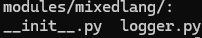 modules/mixedlang/:
__init__.py  logger.py